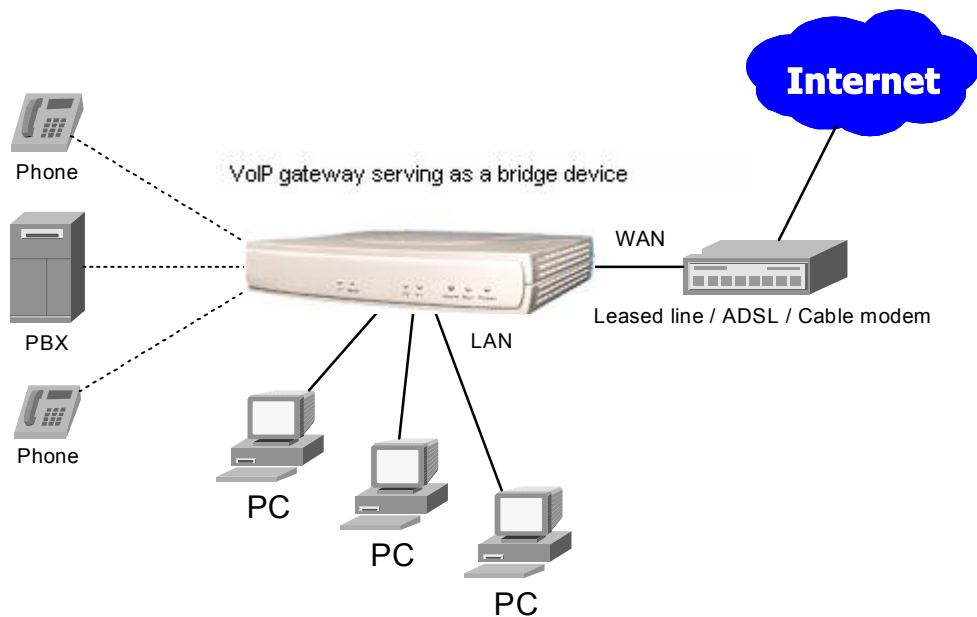 Internet
Phone
VoIP gateway serving as a bridge device
WAN
PBX
LAN
Leased line / ADSL / Cable modem
Phone
PC
PC
PC